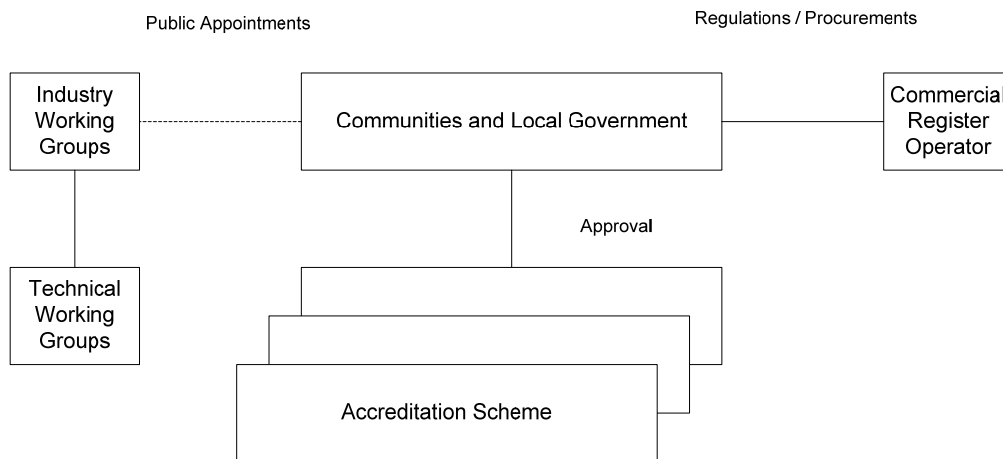 Public Appointments
Regulations / Procurements
Industry
Working
Groups
Communities and Local Government
Commercial
Register
Operator
Approval
Technical
Working
Groups
Accreditation Scheme